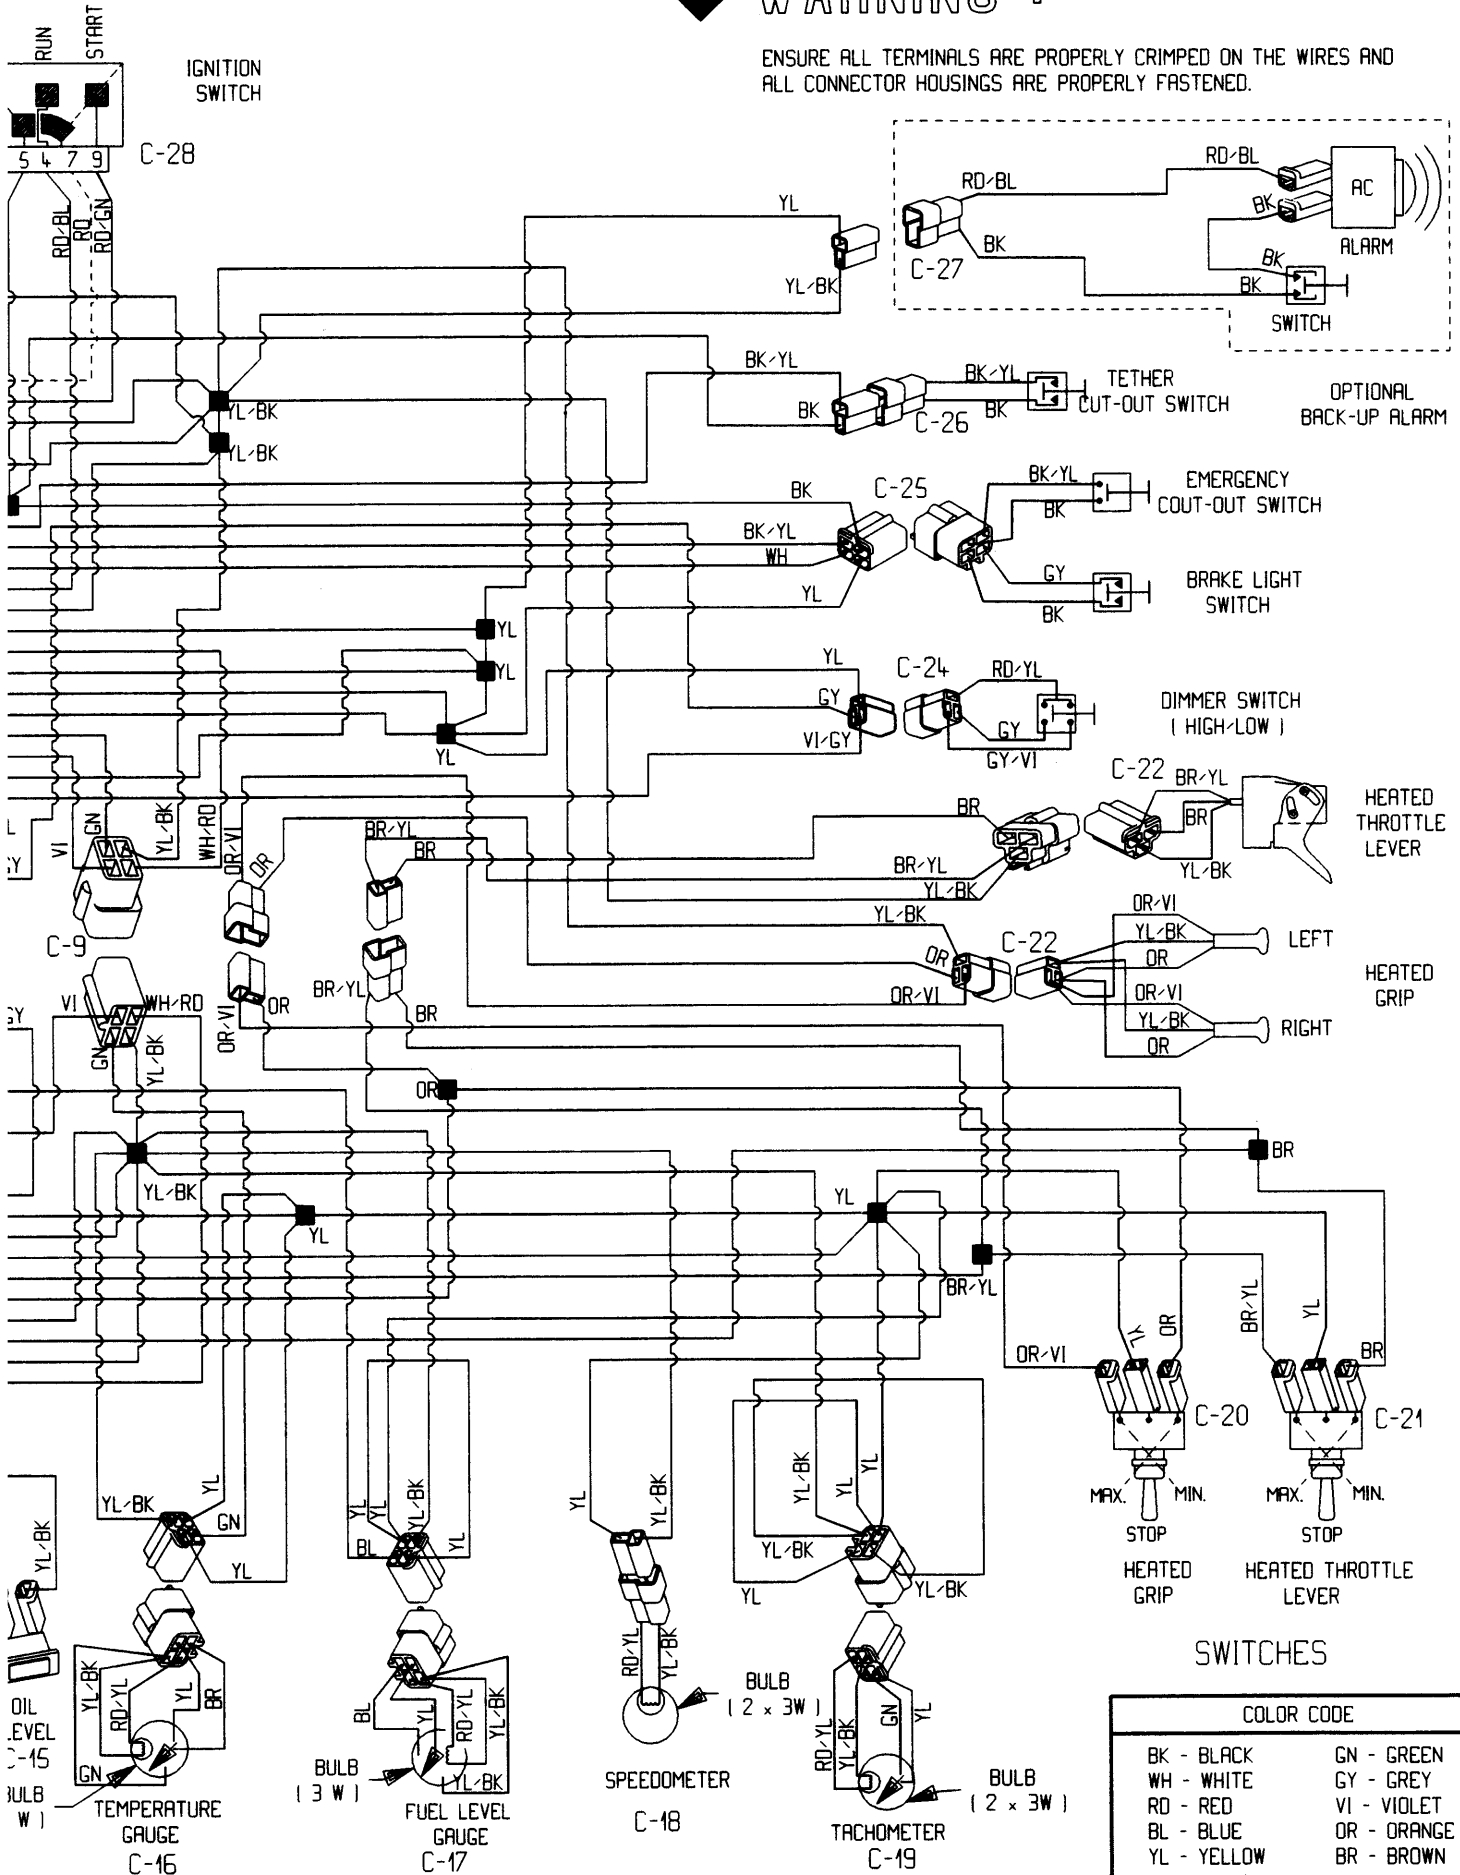 WARNING !
ENSURE ALL TERMINALS ARE PROPERLY CRIMPED ON THE WIRES AND
ALL CONNECTOR HOUSINGS ARE PROPERLY FASTENED.
RUN
START
IGNITION
SWITCH
5 4 7 9
C-28
RD/BL
RD
RD/GN
YL
YL/BK
C-27
RD/BL
BK
RD/BL
BK
AC
ALARM
BK
BK
SWITCH
OPTIONAL
BACK-UP ALARM
YL/BK
YL/BK
BK/YL
BK
C-26
BK/YL
BK
TETHER
CUT-OUT SWITCH
BK
BK/YL
WH
YL
C-25
BK/YL
BK
EMERGENCY
COUT-OUT SWITCH
GY
BK
BRAKE LIGHT
SWITCH
YL
YL
YL
YL
GY
VI/GY
C-24
RD/YL
GY
GY/VI
DIMMER SWITCH
( HIGH/LOW )
C-22
BR/YL
BR
YL/BK
HEATED
THROTTLE
LEVER
BR
BR/YL
YL/BK
L
GY
VI
GN
YL/BK
WH/RD
OR/VI
OR
BR/YL
BR
C-9
YL/BK
OR
OR/VI
C-22
OR/VI
YL/BK
OR
LEFT
HEATED
GRIP
OR/VI
YL/BK
OR
RIGHT
GY
VI
WH/RD
GN
YL/BK
OR/VI
OR
BR/YL
BR
OR
BR
YL/BK
YL
YL
BR/YL
OR/VI
YL
OR
BR/YL
YL
BR
C-20
C-21
MAX.
MIN.
STOP
HEATED
GRIP
MAX.
MIN.
STOP
HEATED THROTTLE
LEVER
SWITCHES
YL/BK
YL/BK
YL
GN
YL
YL
YL
YL/BK
BL
YL
YL
YL/BK
YL/BK
YL
YL
YL/BK
YL
YL/BK
OIL
LEVEL
C-15
BULB
W )
YL/BK
RD/YL
YL
BR
GN
TEMPERATURE
GAUGE
C-16
BL
YL
RD/YL
YL/BK
YL/BK
BULB
( 3 W )
FUEL LEVEL
GAUGE
C-17
RD/YL
YL/BK
BULB
( 2 x 3W )
SPEEDOMETER
C-18
RD/YL
YL/BK
GN
YL
BULB
( 2 x 3W )
TACHOMETER
C-19
COLOR CODE
BK - BLACK GN - GREEN
WH - WHITE GY - GREY
RD - RED VI - VIOLET
BL - BLUE OR - ORANGE
YL - YELLOW BR - BROWN